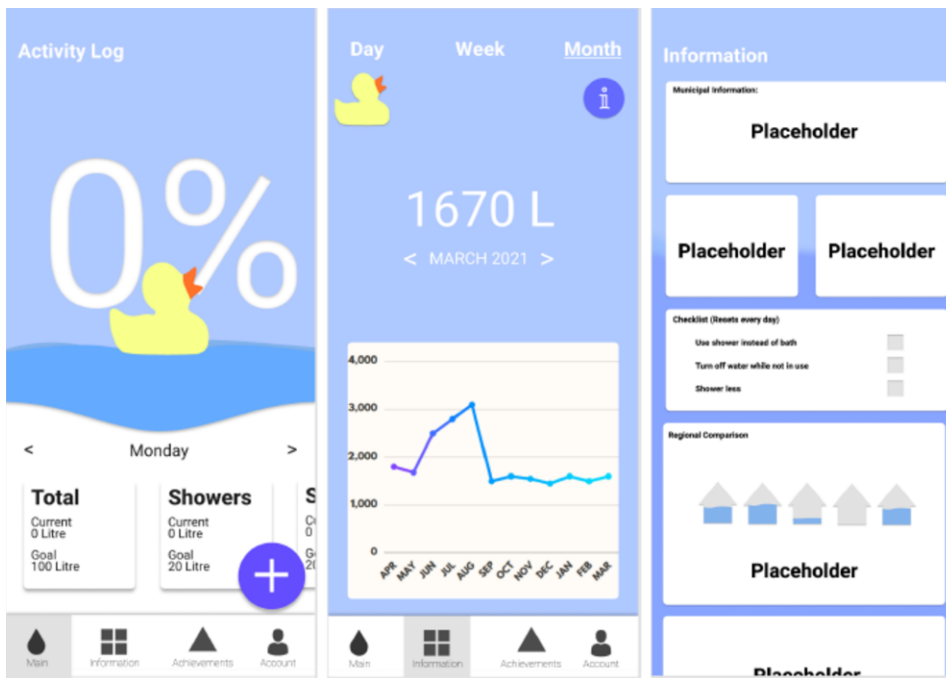 Activity Log
0%
< Monday >
Total
Current
0 Litre
Goal
100 Litre
Showers
Current
0 Litre
Goal
20 Litre
S
0
20
+
Main
Information
Achievements
Account
Day Week Month
i
1670 L
< MARCH 2021 >
4,000
3,000
2,000
1,000
0
APR MAY JUN JUL AUG SEP OCT NOV DEC JAN FEB MAR
Main
Information
Achievements
Account
Information
Municipal Information:
Placeholder
Placeholder
Placeholder
Checklist (Resets every day)
Use shower instead of bath
Turn off water while not in use
Shower less
Regional Comparison
Placeholder
Placeholder